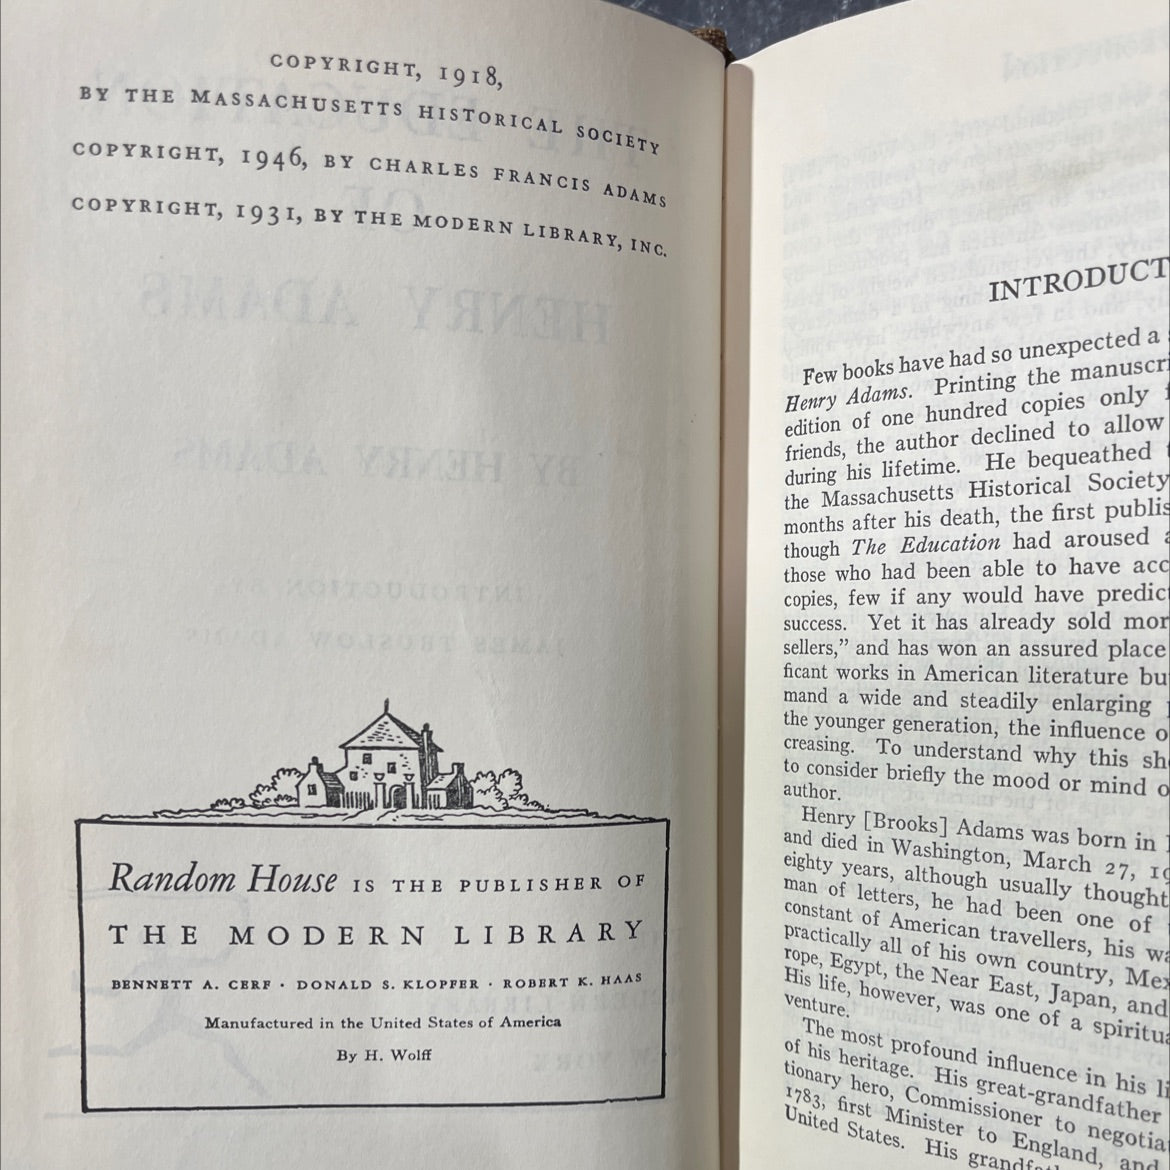 COPYRIGHT, 1918,
BY THE MASSACHUSETTS HISTORICAL SOCIETY
COPYRIGHT, 1946, BY CHARLES FRANCIS ADAMS
COPYRIGHT, 1931, BY THE MODERN LIBRARY, INC.
Random House IS THE PUBLISHER OF
THE MODERN LIBRARY
BENNETT A. CERF · DONALD S. KLOPFER · ROBERT K. HAAS
Manufactured in the United States of America
By H. Wolff
INTRODUCT
Few books have had so unexpected a
Henry Adams. Printing the manuscri
edition of one hundred copies only
friends, the author declined to allow
during his lifetime. He bequeathed
the Massachusetts Historical Society
months after his death, the first publis
though The Education had aroused
those who had been able to have acc
copies, few if any would have predict
success. Yet it has already sold mor
sellers," and has won an assured place
ficant works in American literature bu
mand a wide and steadily enlarging
the younger generation, the influence o
creasing. To understand why this sh
to consider briefly the mood or mind o
author.
Henry [Brooks] Adams was born in
and died in Washington, March 27, 19
eighty years, although usually thought
man of letters, he had been one of
constant of American travellers, his wa
practically all of his own country, Mex
rope, Egypt, the Near East, Japan, and
His life, however, was one of a spiritua
venture.
The most profound influence in his li
of his heritage. His great-grandfather
tionary hero, Commissioner to negotia
1783, first Minister to England, and
United States. His grandfath